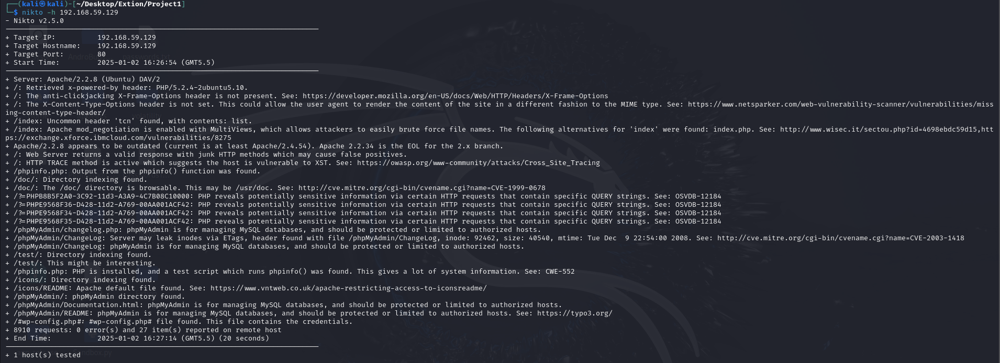 ┌──(kali㉿kali)-[~/Desktop/Extion/Project1]
└─$ nikto -h 192.168.59.129
- Nikto v2.5.0
+ Target IP:          192.168.59.129
+ Target Hostname:    192.168.59.129
+ Target Port:        80
+ Start Time:         2025-01-02 16:26:54 (GMT5.5)
+ Server: Apache/2.2.8 (Ubuntu) DAV/2
+ /: Retrieved x-powered-by header: PHP/5.2.4-2ubuntu5.10.
+ /: The anti-clickjacking X-Frame-Options header is not present. See: https://developer.mozilla.org/en-US/docs/Web/HTTP/Headers/X-Frame-Options
+ /: The X-Content-Type-Options header is not set. This could allow the user agent to render the content of the site in a different fashion to the MIME type. See: https://www.netsparker.com/web-vulnerability-scanner/vulnerabilities/miss
ing-content-type-header/
+ /index: Uncommon header 'tcn' found, with contents: list.
+ /index: Apache mod_negotiation is enabled with MultiViews, which allows attackers to easily brute force file names. The following alternatives for 'index' were found: index.php. See: http://www.wisec.it/sectou.php?id=4698ebdc59d15,htt
ps://exchange.xforce.ibmcloud.com/vulnerabilities/8275
+ Apache/2.2.8 appears to be outdated (current is at least Apache/2.4.54). Apache 2.2.34 is the EOL for the 2.x branch.
+ /: Web Server returns a valid response with junk HTTP methods which may cause false positives.
+ /: HTTP TRACE method is active which suggests the host is vulnerable to XST. See: https://owasp.org/www-community/attacks/Cross_Site_Tracing
+ /phpinfo.php: Output from the phpinfo() function was found.
+ /doc/: Directory indexing found.
+ /doc/: The /doc/ directory is browsable. This may be /usr/doc. See: http://cve.mitre.org/cgi-bin/cvename.cgi?name=CVE-1999-0678
+ /?=PHPB8B5F2A0-3C92-11d3-A3A9-4C7B08C10000: PHP reveals potentially sensitive information via certain HTTP requests that contain specific QUERY strings. See: OSVDB-12184
+ /?=PHPE9568F36-D428-11d2-A769-00AA001ACF42: PHP reveals potentially sensitive information via certain HTTP requests that contain specific QUERY strings. See: OSVDB-12184
+ /?=PHPE9568F34-D428-11d2-A769-00AA001ACF42: PHP reveals potentially sensitive information via certain HTTP requests that contain specific QUERY strings. See: OSVDB-12184
+ /?=PHPE9568F35-D428-11d2-A769-00AA001ACF42: PHP reveals potentially sensitive information via certain HTTP requests that contain specific QUERY strings. See: OSVDB-12184
+ /phpMyAdmin/changelog.php: phpMyAdmin is for managing MySQL databases, and should be protected or limited to authorized hosts.
+ /phpMyAdmin/ChangeLog: Server may leak inodes via ETags, header found with file /phpMyAdmin/ChangeLog, inode: 92462, size: 40540, mtime: Tue Dec  9 22:54:00 2008. See: http://cve.mitre.org/cgi-bin/cvename.cgi?name=CVE-2003-1418
+ /phpMyAdmin/ChangeLog: phpMyAdmin is for managing MySQL databases, and should be protected or limited to authorized hosts.
+ /test/: Directory indexing found.
+ /test/: This might be interesting.
+ /phpinfo.php: PHP is installed, and a test script which runs phpinfo() was found. This gives a lot of system information. See: CWE-552
+ /icons/: Directory indexing found.
+ /icons/README: Apache default file found. See: https://www.vntweb.co.uk/apache-restricting-access-to-iconsreadme/
+ /phpMyAdmin/: phpMyAdmin directory found.
+ /phpMyAdmin/Documentation.html: phpMyAdmin is for managing MySQL databases, and should be protected or limited to authorized hosts.
+ /phpMyAdmin/README: phpMyAdmin is for managing MySQL databases, and should be protected or limited to authorized hosts. See: https://typo3.org/
+ /#wp-config.php#: #wp-config.php# file found. This file contains the credentials.
+ 8910 requests: 0 error(s) and 27 item(s) reported on remote host
+ End Time:           2025-01-02 16:27:14 (GMT5.5) (20 seconds)
+ 1 host(s) tested